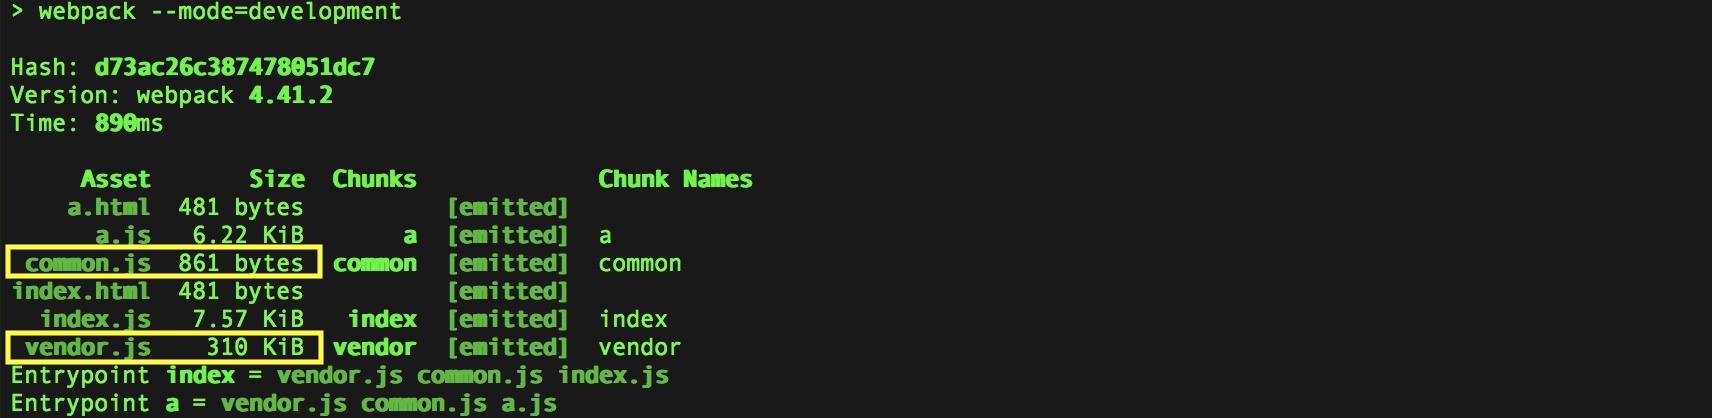 > webpack --mode=development
Hash: d73ac26c387478051dc7
Version: webpack 4.41.2
Time: 890ms
Asset Size Chunks Chunk Names
a.html 481 bytes [emitted]
a.js 6.22 KiB a [emitted] a
common.js 861 bytes common [emitted] common
index.html 481 bytes [emitted]
index.js 7.57 KiB index [emitted] index
vendor.js 310 KiB vendor [emitted] vendor
Entrypoint index = vendor.js common.js index.js
Entrypoint a = vendor.js common.js a.js